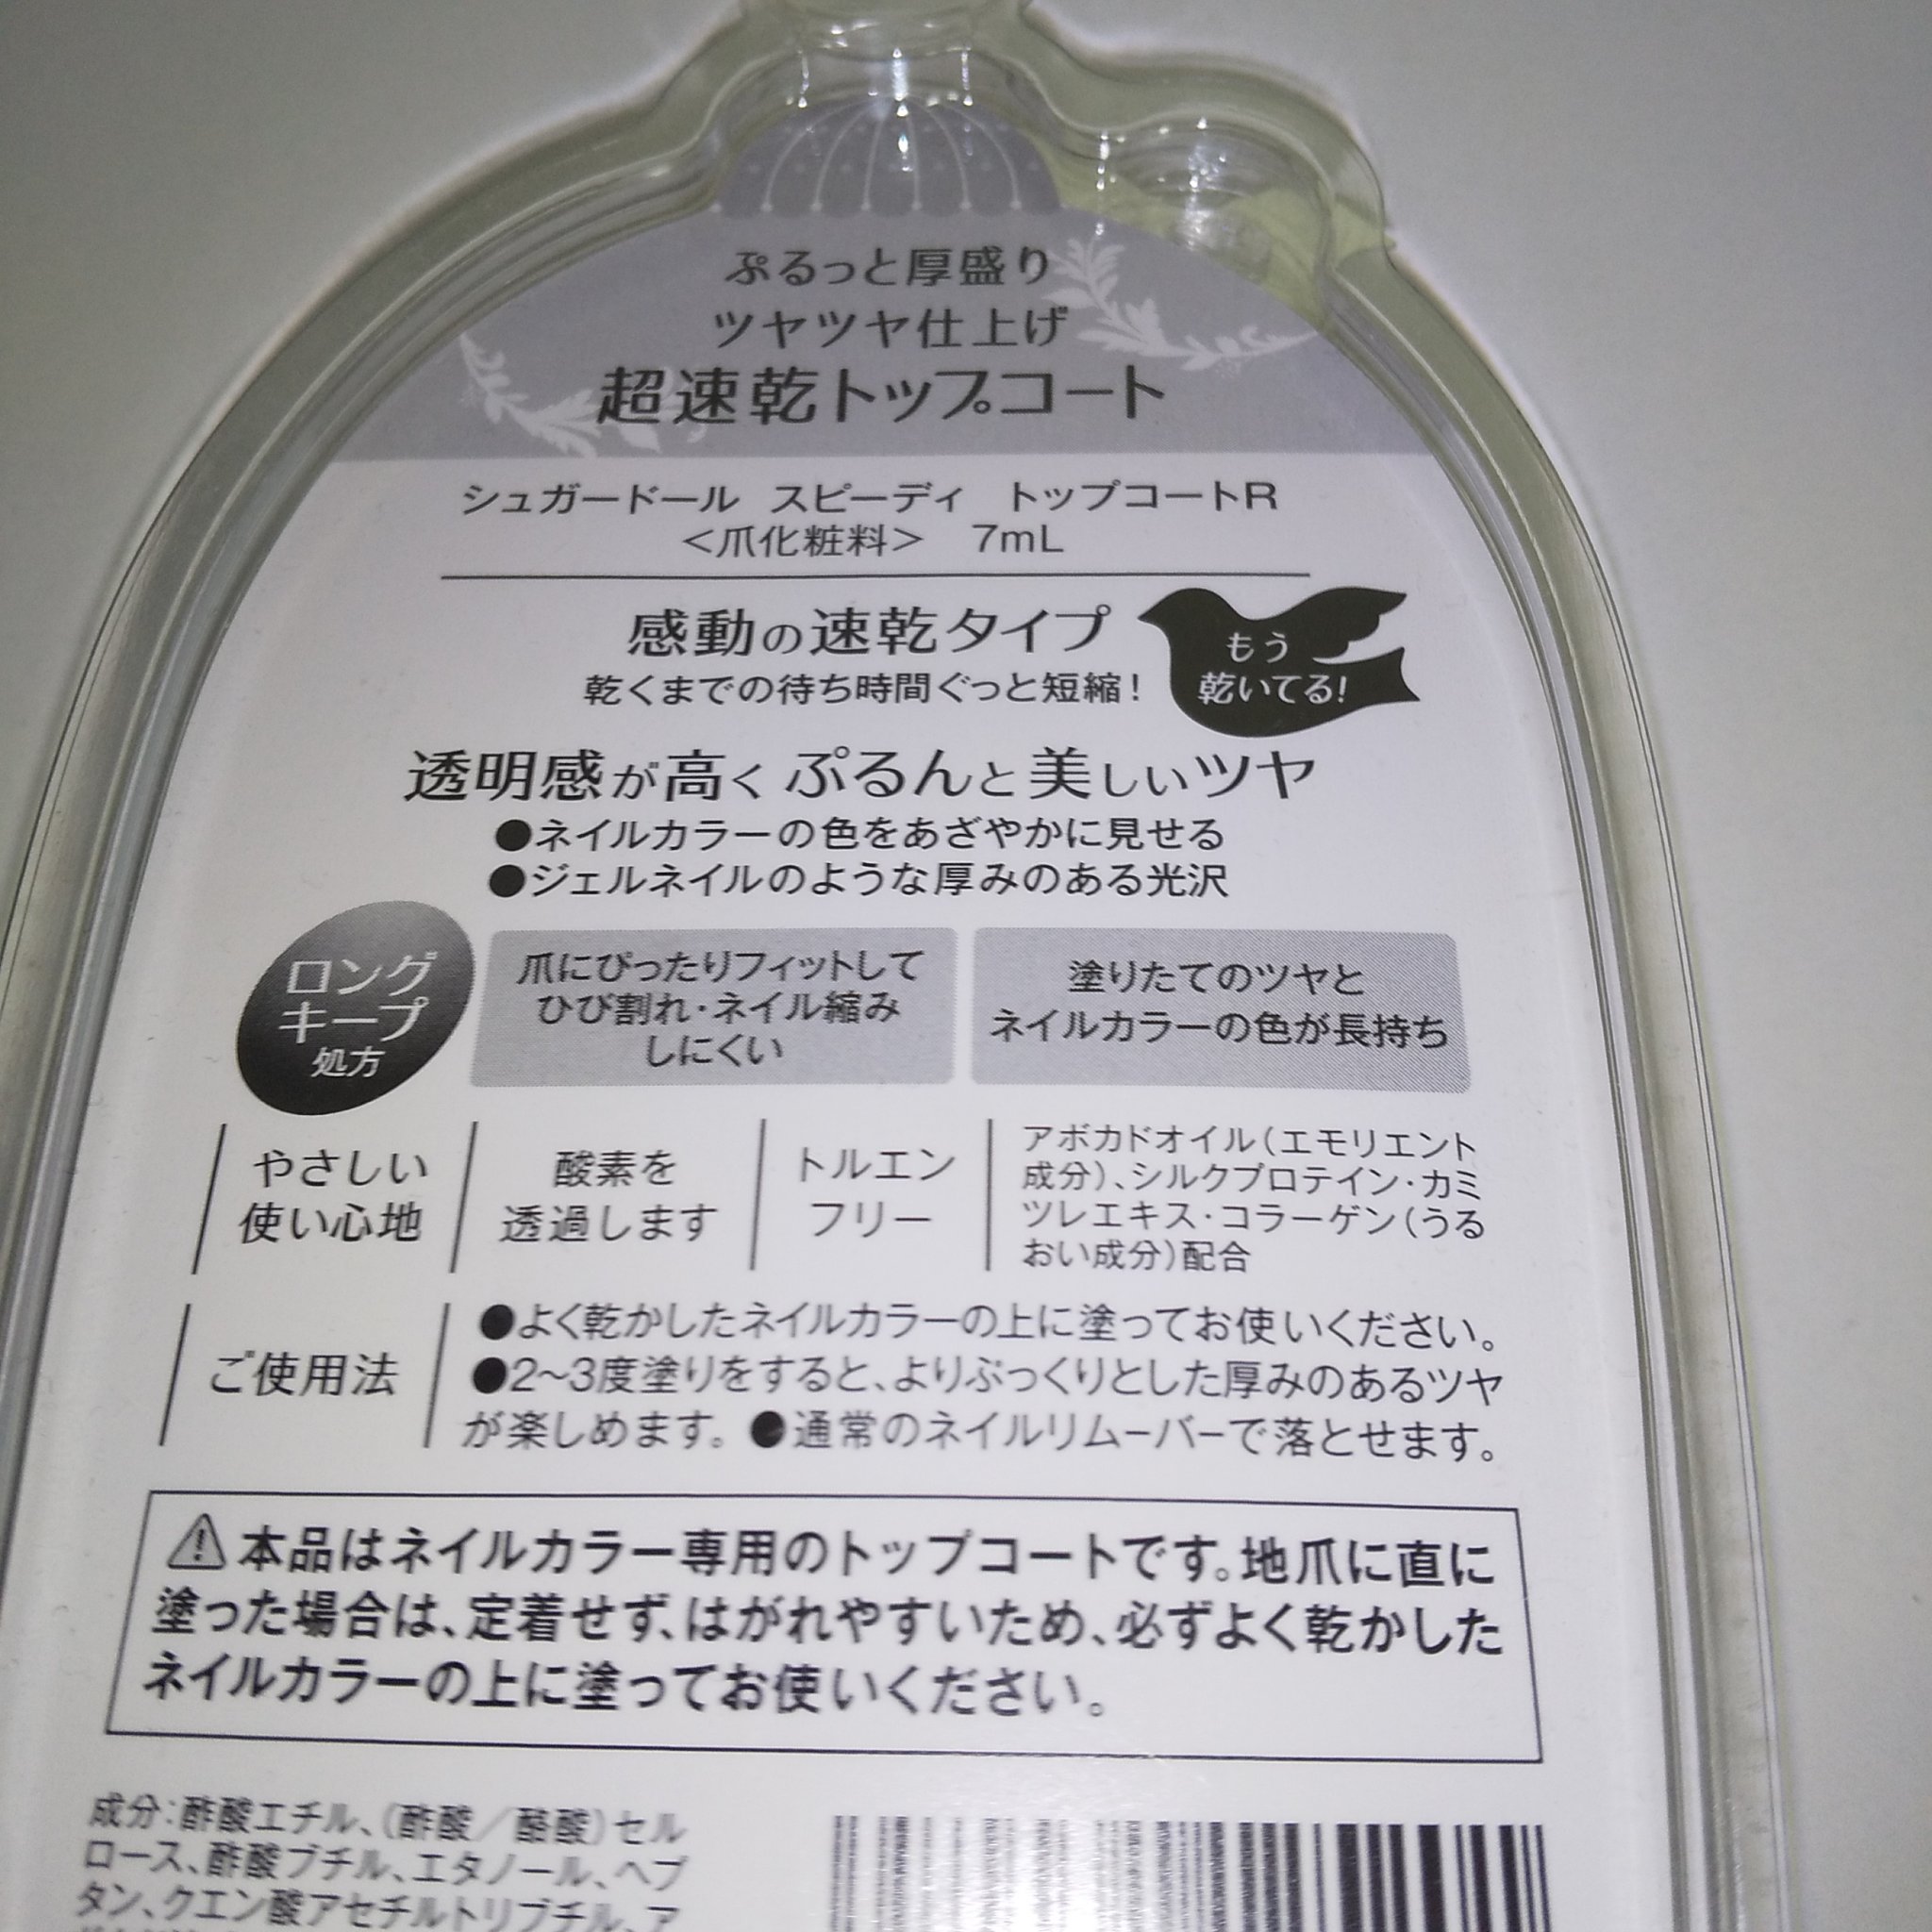 ぷるっと厚盛り
ツヤツヤ仕上げ
超速乾トップコート
シュガードール スピーディ トップコートR
＜爪化粧料＞ 7mL
感動の速乾タイプ
乾くまでの待ち時間ぐっと短縮！
もう
乾いてる！
透明感が高く ぷるんと美しいツヤ
●ネイルカラーの色をあざやかに見せる
●ジェルネイルのような厚みのある光沢
ロング
キープ
処方
爪にぴったりフィットして
ひび割れ・ネイル縮み
しにくい
塗りたてのツヤと
ネイルカラーの色が長持ち
やさしい
使い心地
酸素を
透過します
トルエン
フリー
アボカドオイル（エモリエント
成分）、シルクプロテイン・カミ
ツレエキス・コラーゲン（うる
おい成分）配合
ご使用法
●よく乾かしたネイルカラーの上に塗ってお使いください。
●2〜3度塗りをすると、よりぷっくりとした厚みのあるツヤ
が楽しめます。●通常のネイルリムーバーで落とせます。
⚠本品はネイルカラー専用のトップコートです。地爪に直に
塗った場合は、定着せず、はがれやすいため、必ずよく乾かした
ネイルカラーの上に塗ってお使いください。
成分：酢酸エチル、（酢酸／酪酸）セル
ロース、酢酸ブチル、エタノール、ヘプ
タン、クエン酸アセチルトリブチル、ア